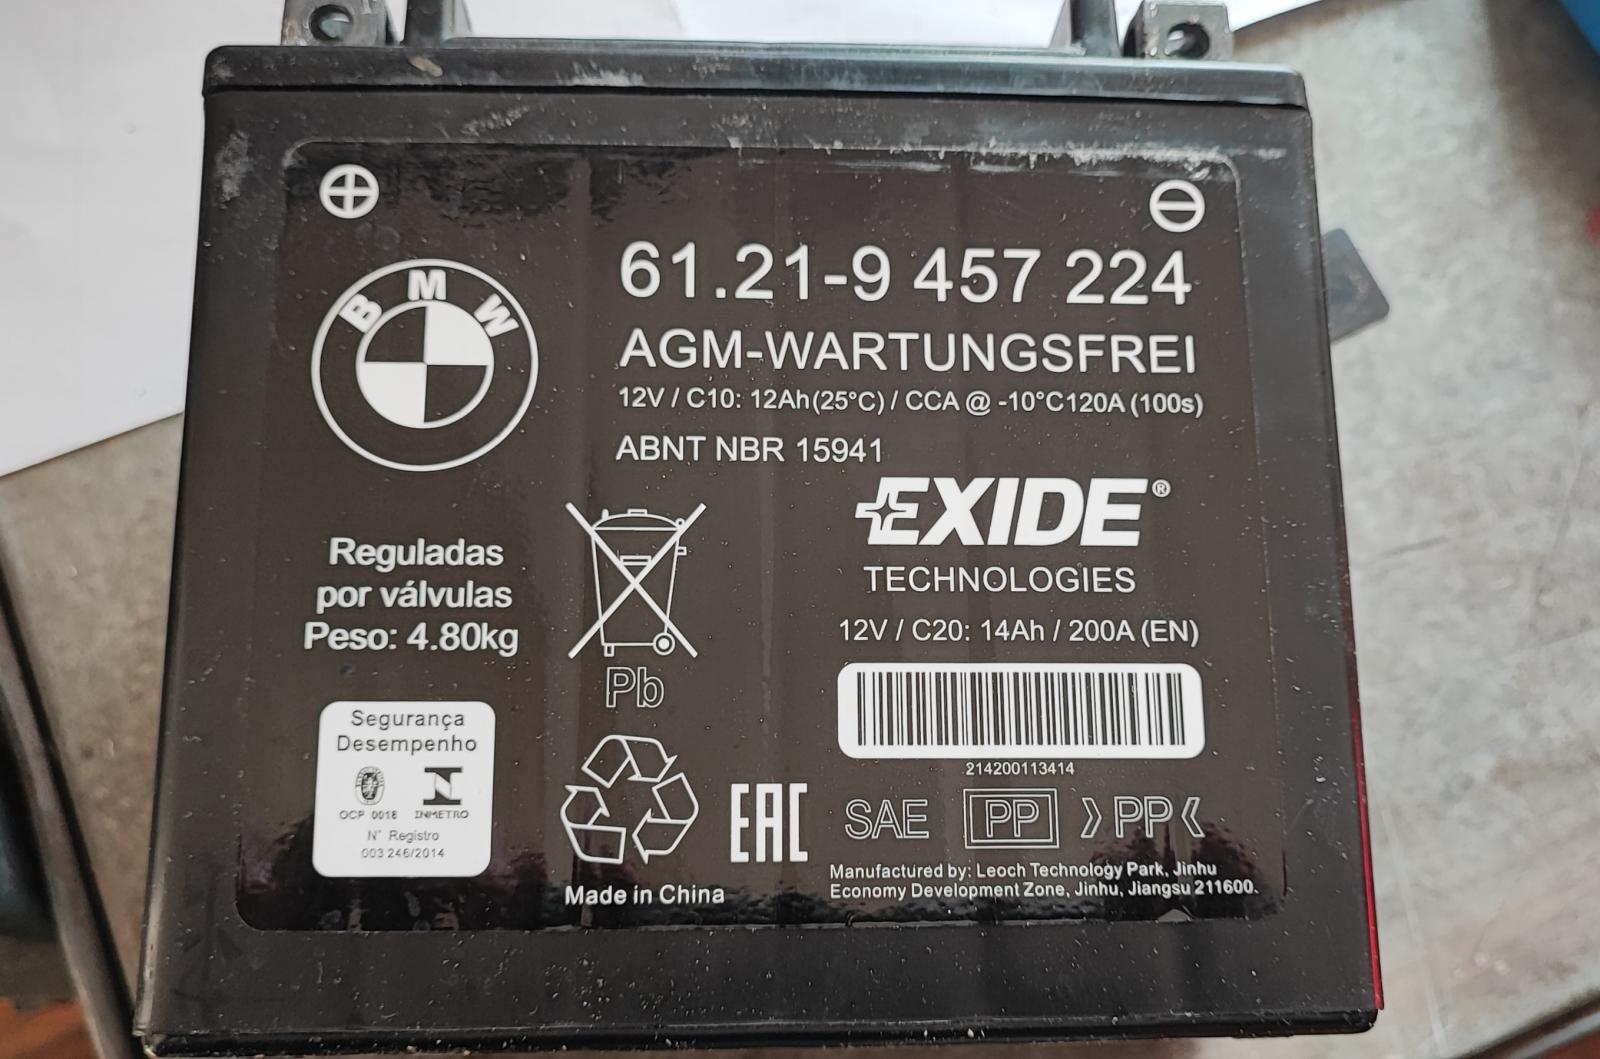 BMW
61.21-9 457 224
AGM-WARTUNGSFREI
12V / C10: 12Ah(25°C) / CCA @ -10°C120A (100s)
ABNT NBR 15941
EXIDE®
TECHNOLOGIES
12V / C20: 14Ah / 200A (EN)
214200113414
Reguladas
por válvulas
Peso: 4.80kg
Pb
Segurança
Desempenho
OCP 0018 INMETRO
N° Registro
003 246/2014
EAC
SAE PP >PP<
Made in China
Manufactured by: Leoch Technology Park, Jinhu
Economy Development Zone, Jinhu, Jiangsu 211600.